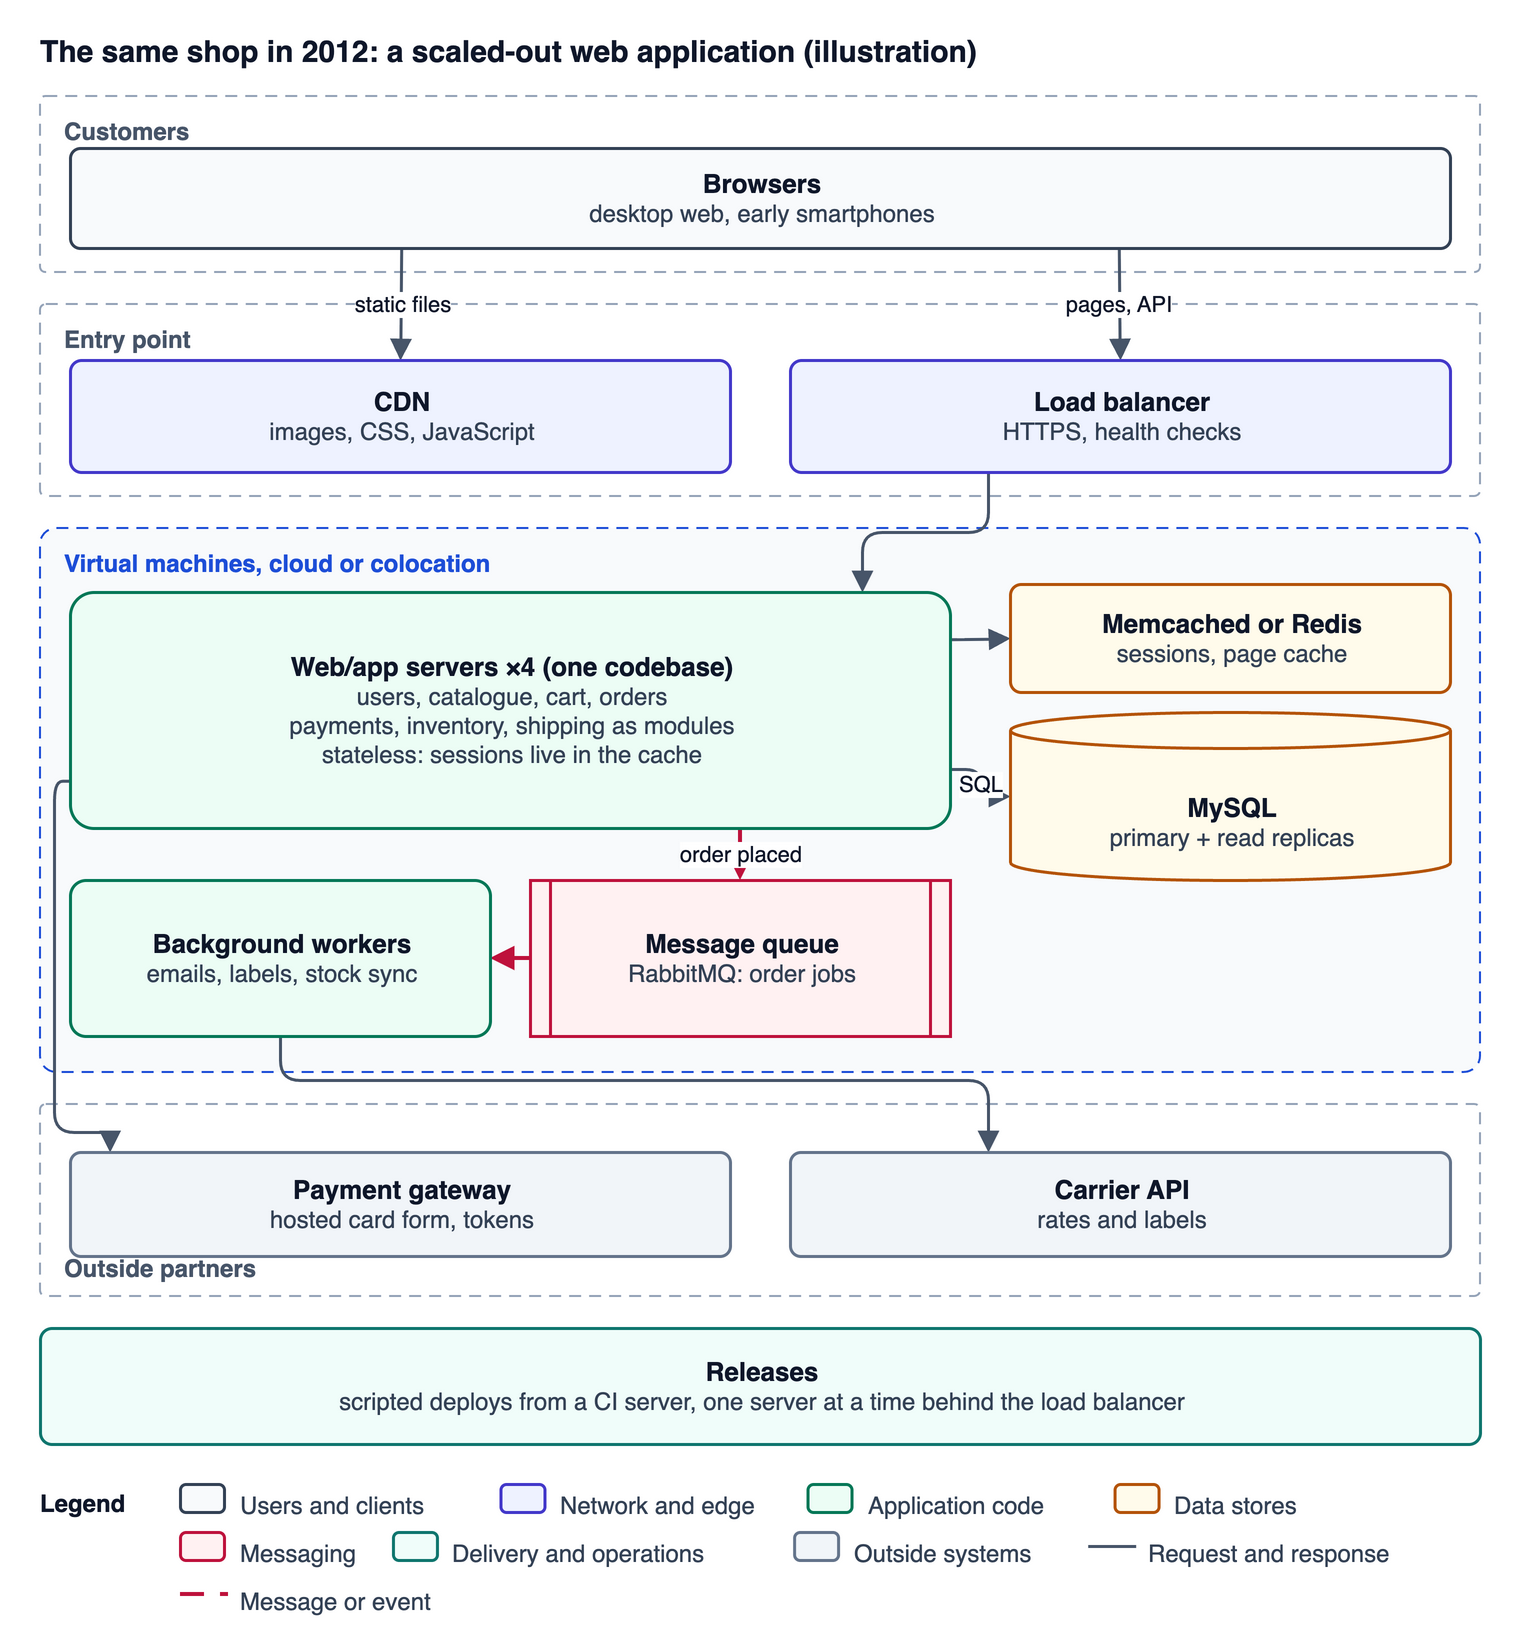 The same shop in 2012: a scaled-out web application (illustration)
Customers
Browsers
desktop web, early smartphones
static files
pages, API
Entry point
CDN
images, CSS, JavaScript
Load balancer
HTTPS, health checks
Virtual machines, cloud or colocation
Web/app servers ×4 (one codebase)
users, catalogue, cart, orders
payments, inventory, shipping as modules
stateless: sessions live in the cache
Memcached or Redis
sessions, page cache
SQL
MySQL
primary + read replicas
order placed
Background workers
emails, labels, stock sync
Message queue
RabbitMQ: order jobs
Payment gateway
hosted card form, tokens
Carrier API
rates and labels
Outside partners
Releases
scripted deploys from a CI server, one server at a time behind the load balancer
Legend
Users and clients
Network and edge
Application code
Data stores
Messaging
Delivery and operations
Outside systems
Request and response
Message or event